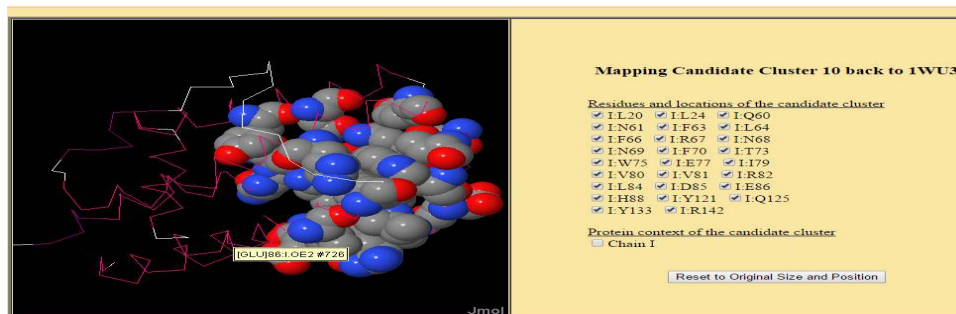 Mapping Candidate Cluster 10 back to 1WU3
Residues and locations of the candidate cluster
I:L20 I:L24 I:Q60
I:N61 I:F63 I:L64
I:F66 I:R67 I:N68
I:N69 I:F70 I:T73
I:W75 I:E77 I:I79
I:V80 I:V81 I:R82
I:L84 I:D85 I:E86
I:H88 I:Y121 I:Q125
I:Y133 I:R142
Protein context of the candidate cluster
Chain I
[GLU]86:I.OE2 #726
Reset to Original Size and Position
Jmol